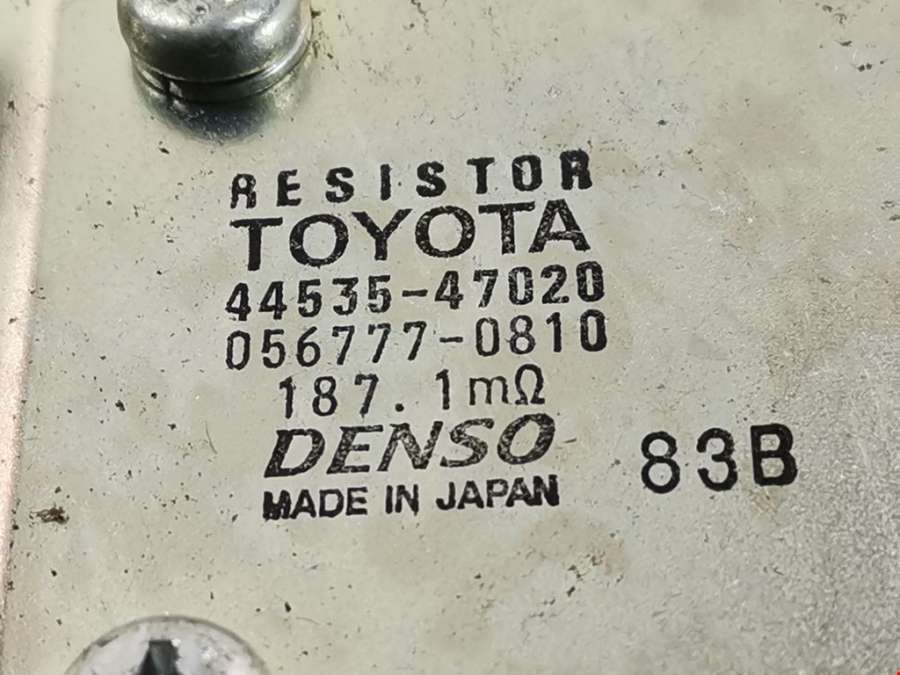 RESISTOR
TOYOTA
44535-47020
056777-0810
187.1mΩ
DENSO
83B
MADE IN JAPAN